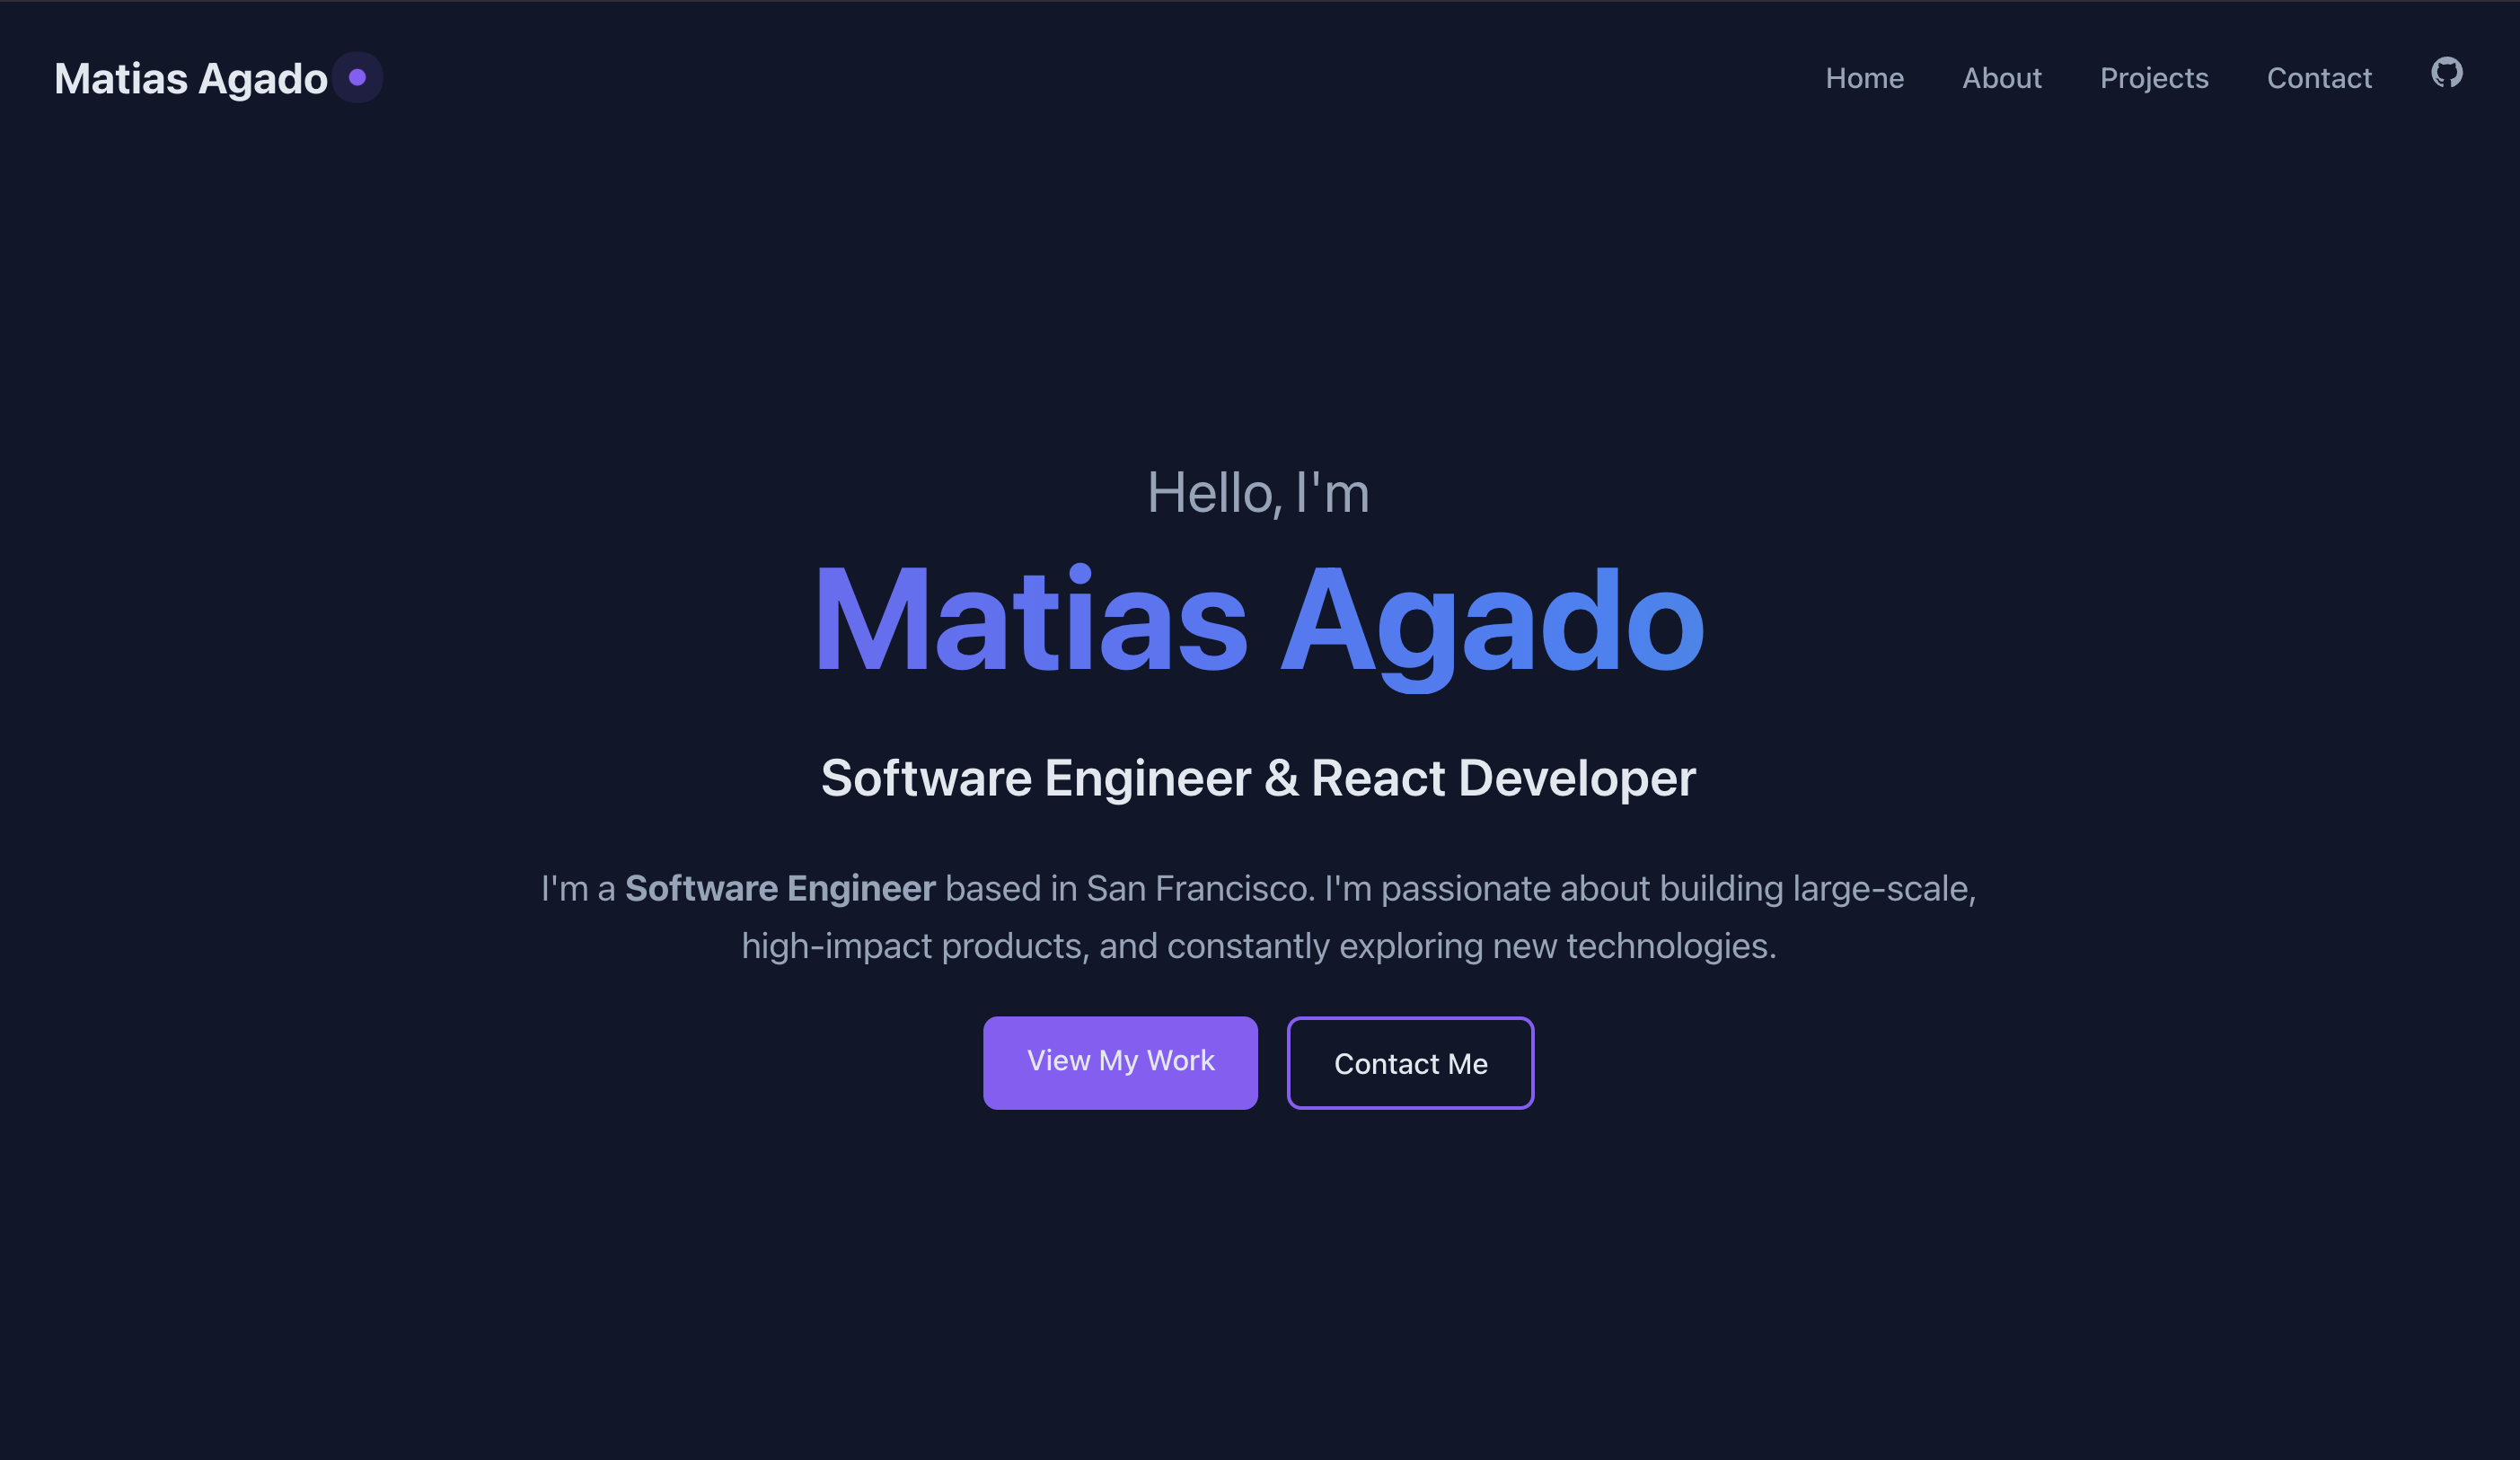 Matias Agado
Home About Projects Contact
Hello, I'm
Matias Agado
Software Engineer & React Developer
I'm a Software Engineer based in San Francisco. I'm passionate about building large-scale,
high-impact products, and constantly exploring new technologies.
View My Work
Contact Me